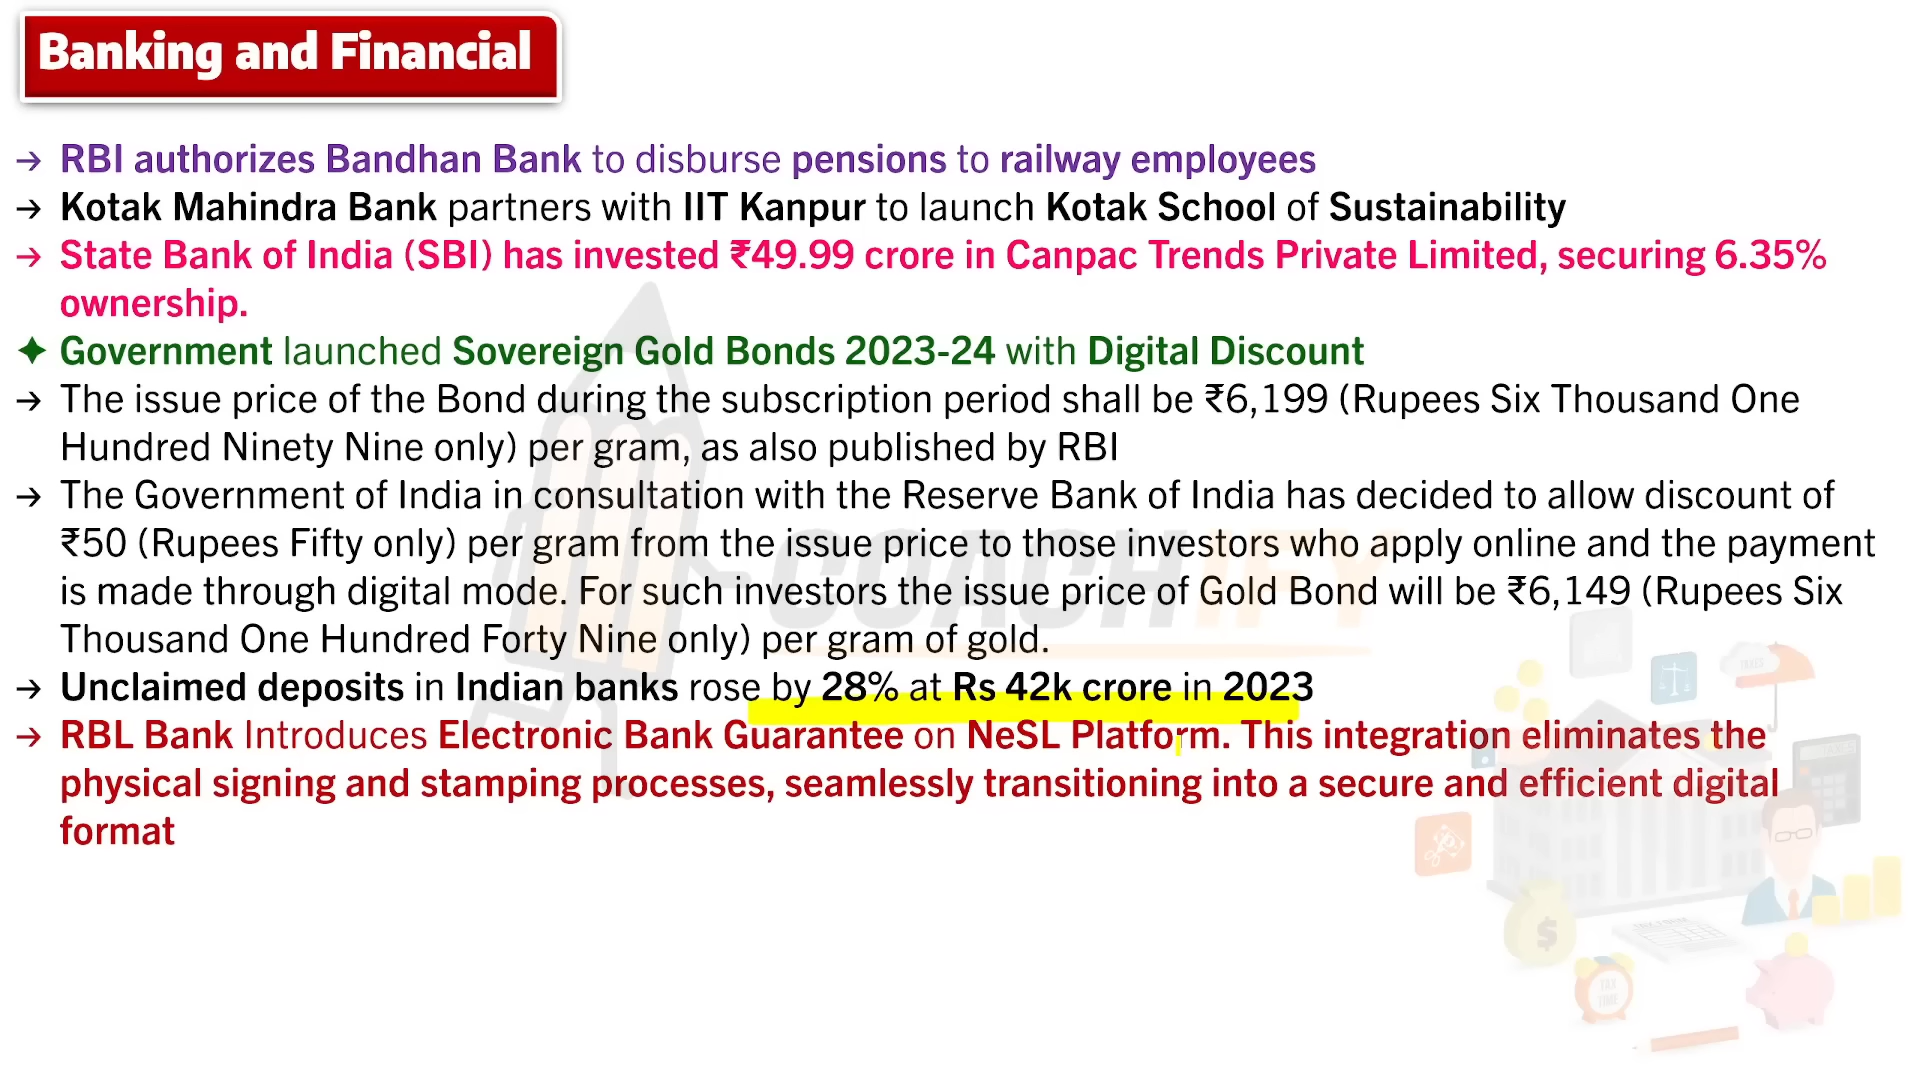 Banking and Financial
→ RBI authorizes Bandhan Bank to disburse pensions to railway employees
→ Kotak Mahindra Bank partners with IIT Kanpur to launch Kotak School of Sustainability
→ State Bank of India (SBI) has invested ₹49.99 crore in Canpac Trends Private Limited, securing 6.35%
ownership.
✦ Government launched Sovereign Gold Bonds 2023-24 with Digital Discount
→ The issue price of the Bond during the subscription period shall be ₹6,199 (Rupees Six Thousand One
Hundred Ninety Nine only) per gram, as also published by RBI
→ The Government of India in consultation with the Reserve Bank of India has decided to allow discount of
₹50 (Rupees Fifty only) per gram from the issue price to those investors who apply online and the payment
is made through digital mode. For such investors the issue price of Gold Bond will be ₹6,149 (Rupees Six
Thousand One Hundred Forty Nine only) per gram of gold.
→ Unclaimed deposits in Indian banks rose by 28% at Rs 42k crore in 2023
→ RBL Bank Introduces Electronic Bank Guarantee on NeSL Platform. This integration eliminates the
physical signing and stamping processes, seamlessly transitioning into a secure and efficient digital
format
COACHIFY
TAXES
TAXES
$
TAX
TIME